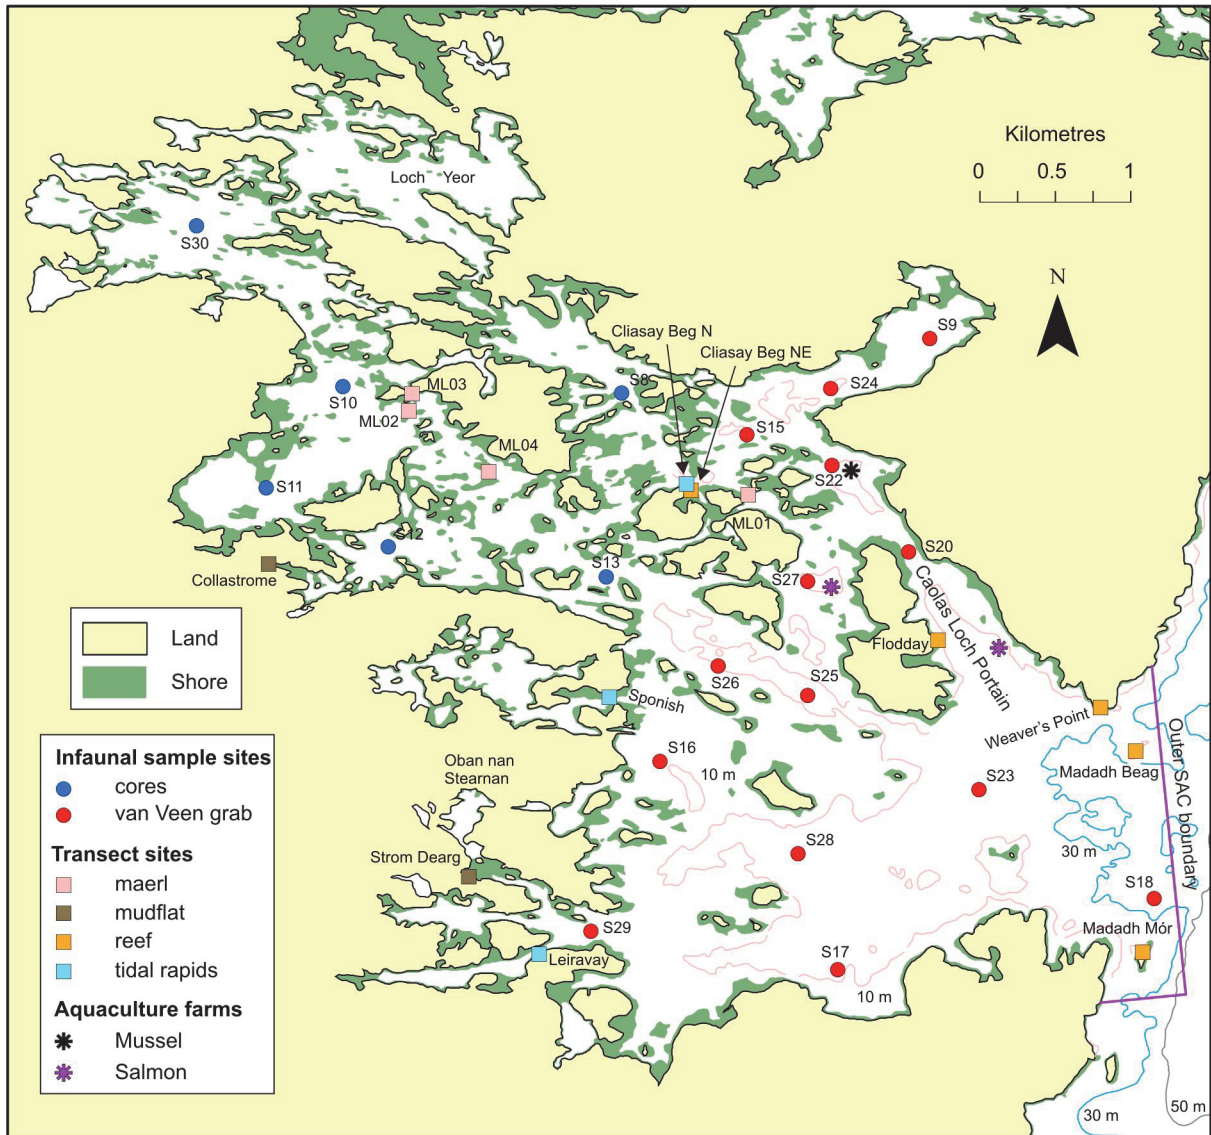 Kilometres
0 0.5 1
N
Loch Yeor
S30
S9
Cliasay Beg N
Cliasay Beg NE
S8
S24
ML03
S10
ML02
S15
ML04
S22
S11
ML01
S12
S20
Collastrome
S13
S27
Caolas Loch Portain
Land
Shore
Flodday
S26
S25
Sponish
Weaver's Point
Outer SAC boundary
Infaunal sample sites
cores
van Veen grab
Transect sites
maerl
mudflat
reef
tidal rapids
Aquaculture farms
Mussel
Salmon
Oban nan
Stearnan
S16
10 m
S23
Madadh Beag
Strom Dearg
S28
30 m
S18
S29
Madadh Mór
Leiravay
S17
10 m
30 m
50 m